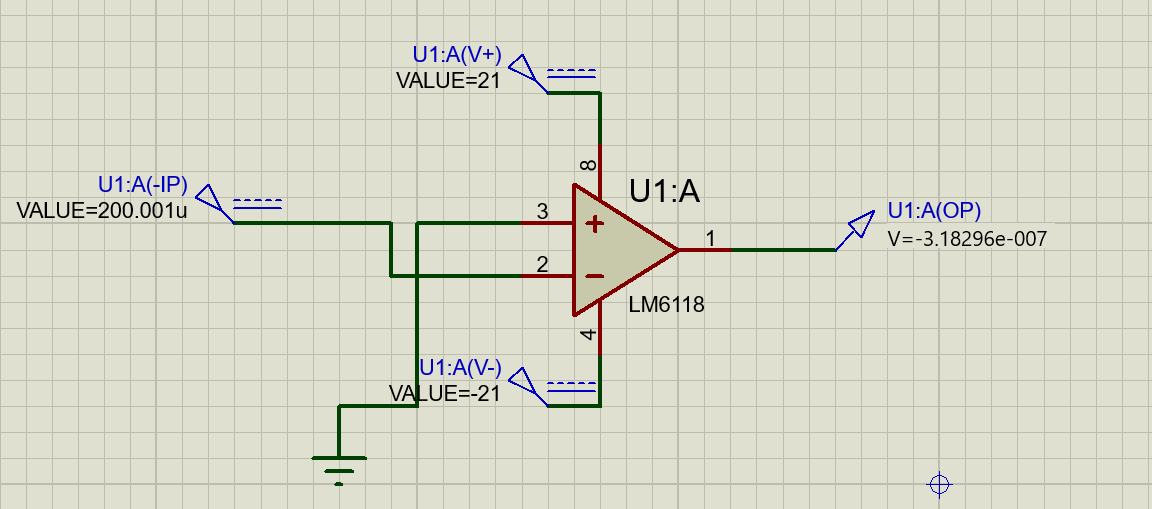 U1:A(V+)
VALUE=21
8
U1:A
U1:A(-IP)
VALUE=200.001u
3
+
2
−
1
U1:A(OP)
V=-3.18296e-007
LM6118
4
U1:A(V-)
VALUE=-21